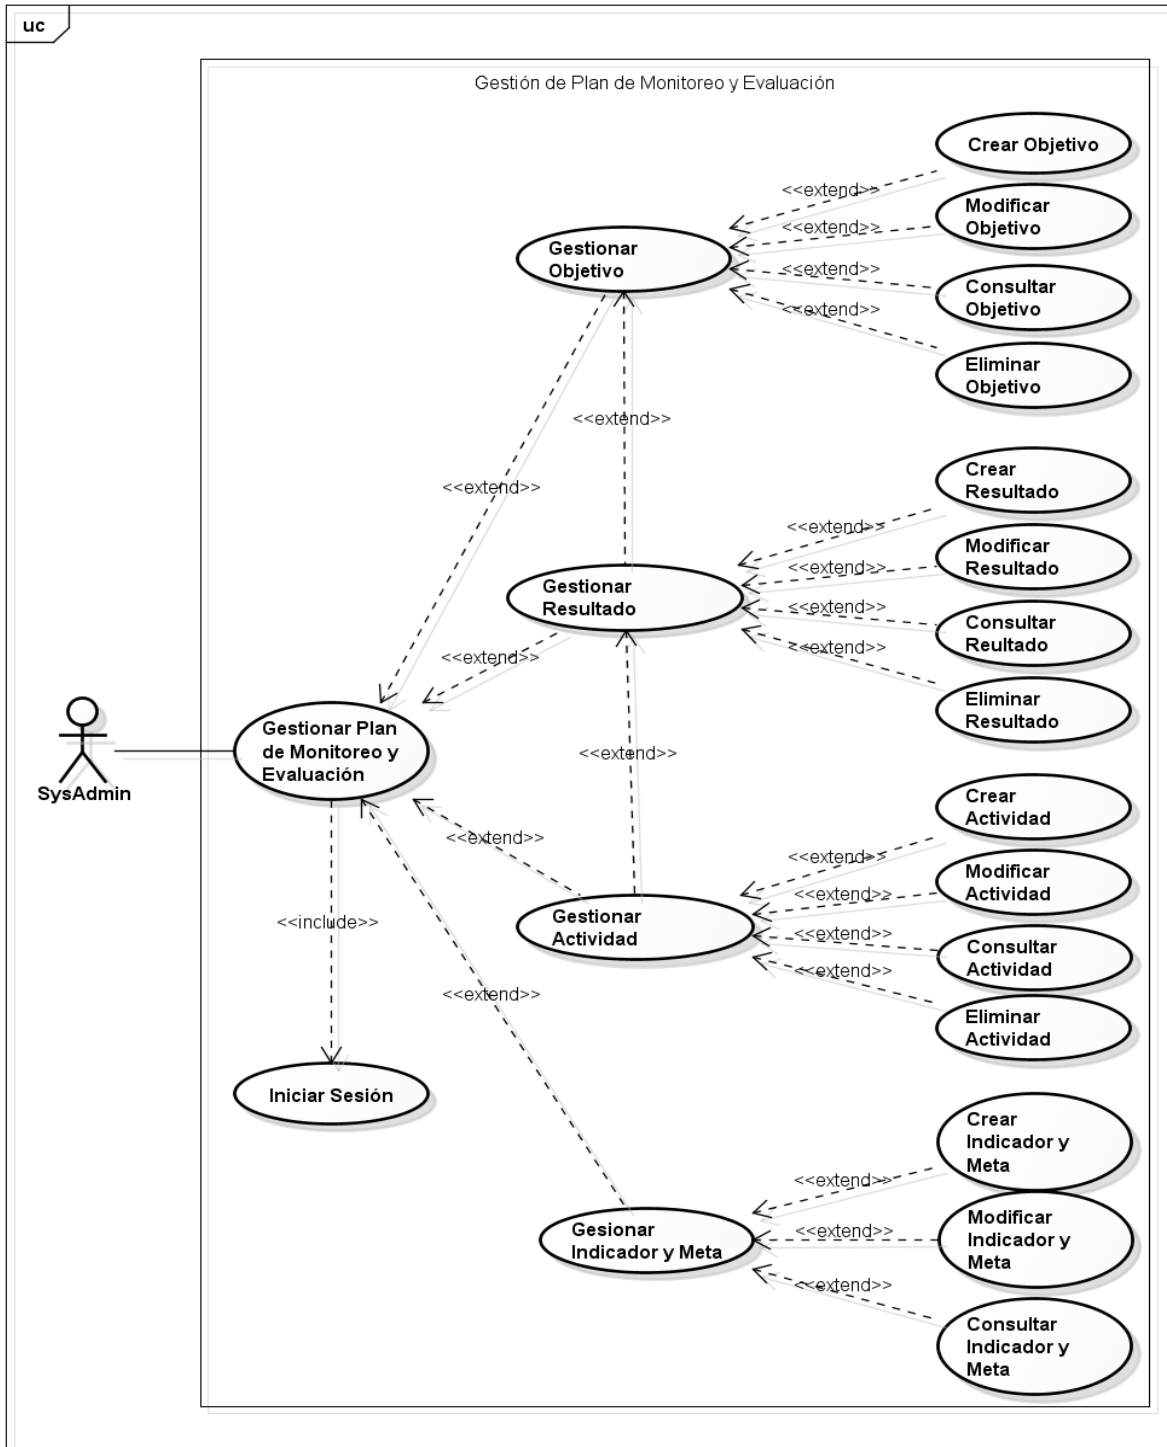 uc
Gestión de Plan de Monitoreo y Evaluación
Crear Objetivo
<<extend>>
Modificar
Objetivo
<<extend>>
Gestionar
Objetivo
<<extend>>
Consultar
Objetivo
<<extend>>
Eliminar
Objetivo
<<extend>>
<<extend>>
Crear
Resultado
<<extend>>
Modificar
Resultado
<<extend>>
Gestionar
Resultado
<<extend>>
Consultar
Reultado
<<extend>>
Eliminar
Resultado
<<extend>>
SysAdmin
Gestionar Plan
de Monitoreo y
Evaluación
<<extend>>
Crear
Actividad
<<extend>>
<<extend>>
Modificar
Actividad
<<extend>>
Gestionar
Actividad
<<include>>
<<extend>>
Consultar
Actividad
<<extend>>
<<extend>>
Eliminar
Actividad
Iniciar Sesión
Crear
Indicador y
Meta
<<extend>>
Gesionar
Indicador y Meta
<<extend>>
Modificar
Indicador y
Meta
<<extend>>
Consultar
Indicador y
Meta